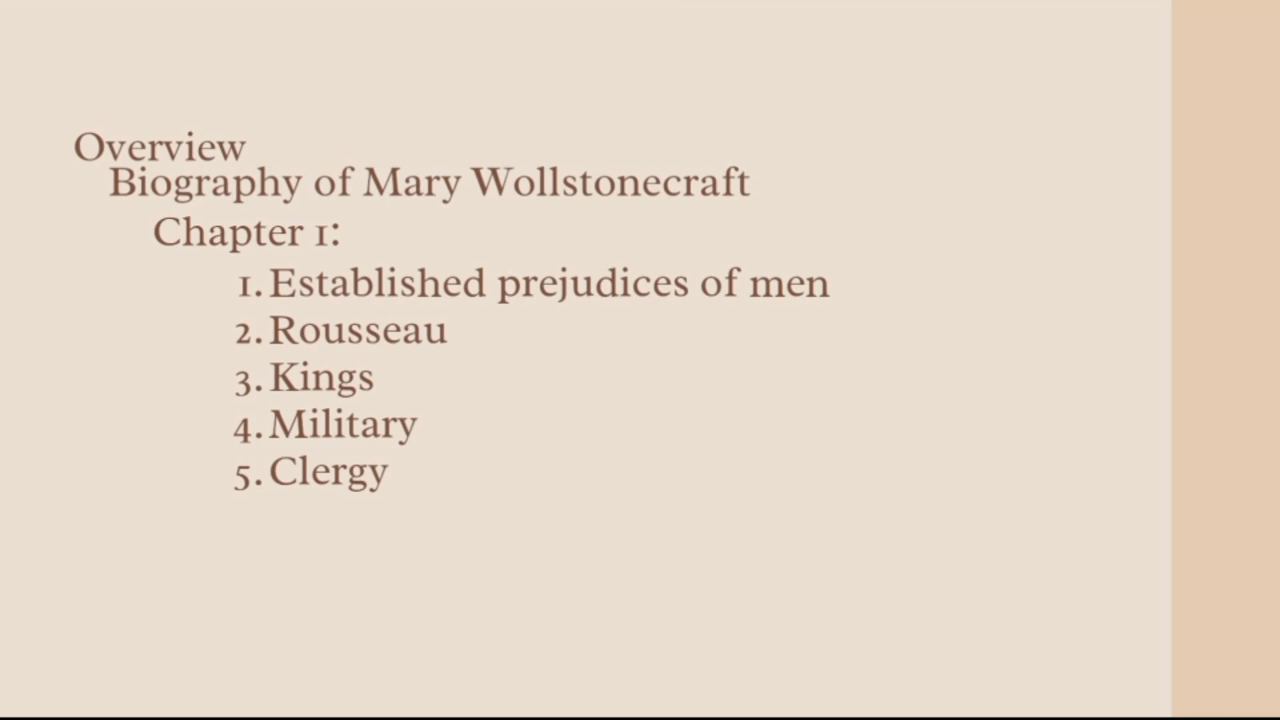 Overview
Biography of Mary Wollstonecraft
Chapter 1:
1. Established prejudices of men
2. Rousseau
3. Kings
4. Military
5. Clergy